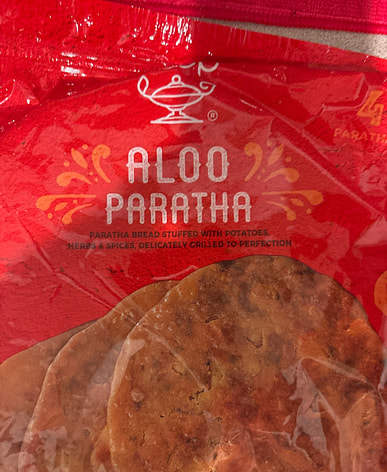 ALOO
PARATHA
PARATHA BREAD STUFFED WITH POTATOES,
HERBS & SPICES, DELICATELY GRILLED TO PERFECTION
4